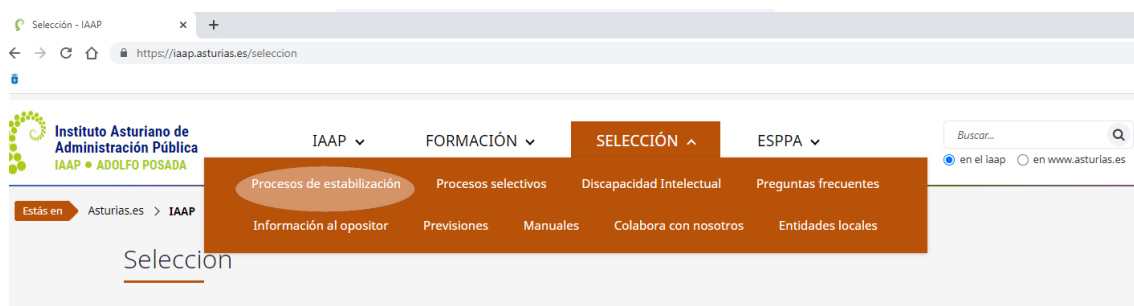 Selección - IAAP
https://iaap.asturias.es/seleccion
Instituto Asturiano de
Administración Pública
IAAP ● ADOLFO POSADA
IAAP FORMACIÓN SELECCIÓN ESPPA
Buscar...
en el iaap en www.asturias.es
Procesos de estabilización Procesos selectivos Discapacidad Intelectual Preguntas frecuentes
Información al opositor Previsiones Manuales Colabora con nosotros Entidades locales
Estás en Asturias.es > IAAP
Selección